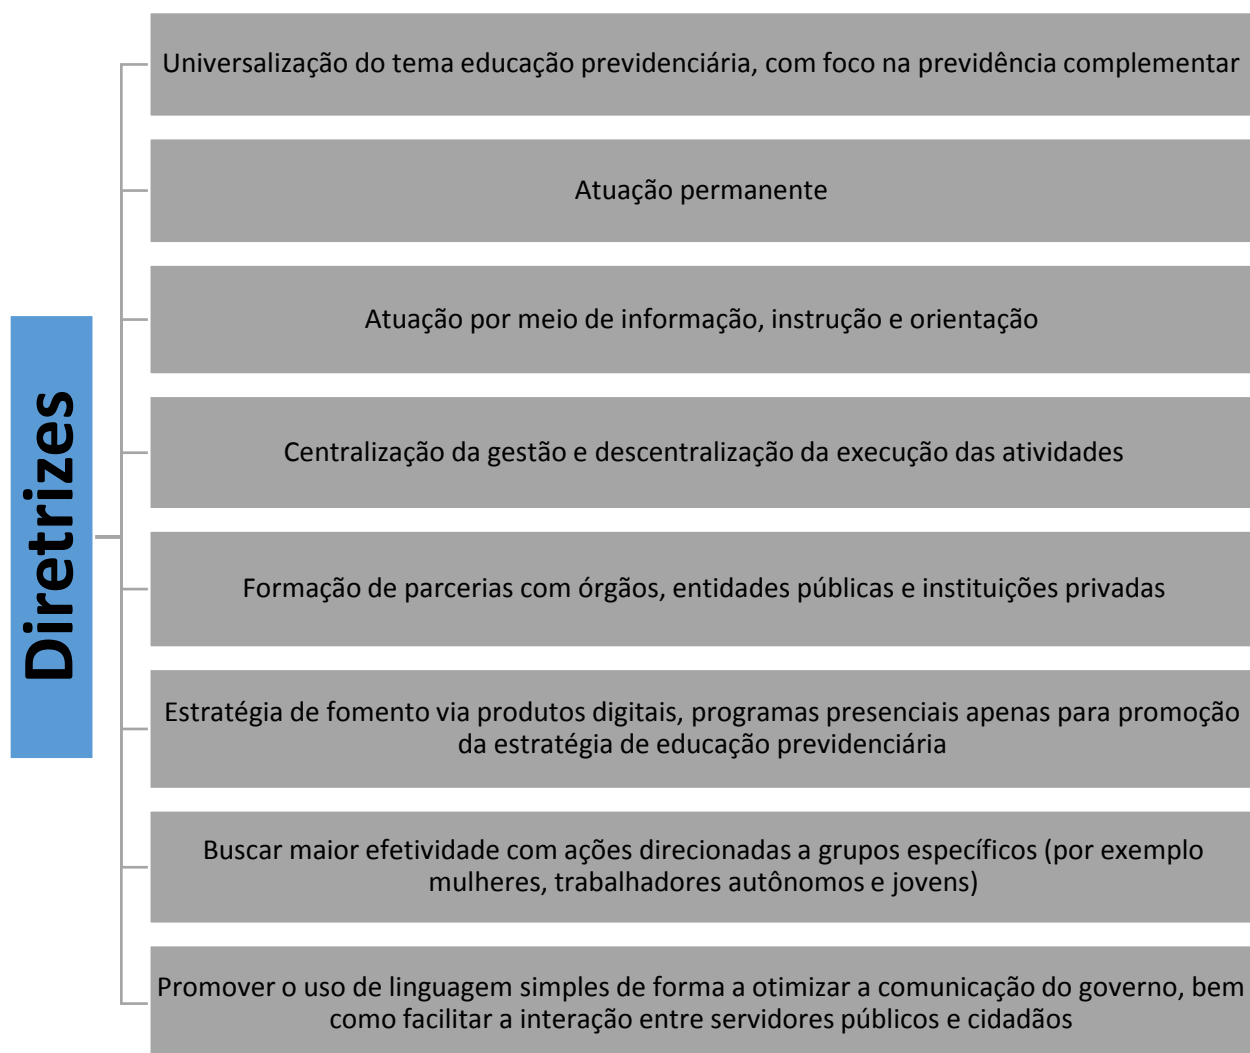 Diretrizes
Universalização do tema educação previdenciária, com foco na previdência complementar
Atuação permanente
Atuação por meio de informação, instrução e orientação
Centralização da gestão e descentralização da execução das atividades
Formação de parcerias com órgãos, entidades públicas e instituições privadas
Estratégia de fomento via produtos digitais, programas presenciais apenas para promoção
da estratégia de educação previdenciária
Buscar maior efetividade com ações direcionadas a grupos específicos (por exemplo
mulheres, trabalhadores autônomos e jovens)
Promover o uso de linguagem simples de forma a otimizar a comunicação do governo, bem
como facilitar a interação entre servidores públicos e cidadãos